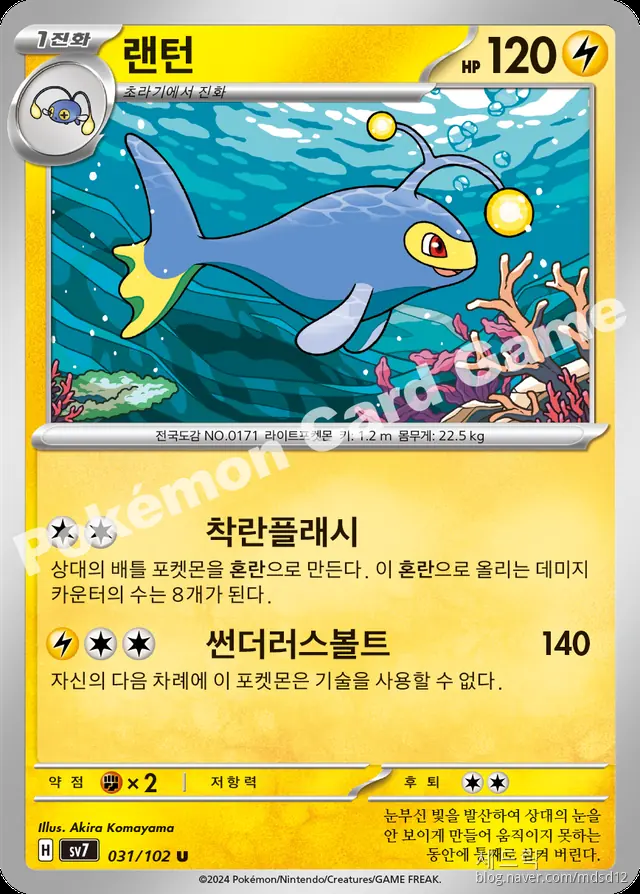 1진화
랜턴
HP 120
초라기에서 진화
전국도감 NO.0171 라이트포켓몬 키: 1.2 m 몸무게: 22.5 kg
Pokémon Card Game
착란플래시
상대의 배틀 포켓몬을 혼란으로 만든다. 이 혼란으로 올리는 데미지
카운터의 수는 8개가 된다.
썬더러스볼트 140
자신의 다음 차례에 이 포켓몬은 기술을 사용할 수 없다.
약점 ×2 저항력 후퇴
Illus. Akira Komayama
H sv7 031/102 U
눈부신 빛을 발산하여 상대의 눈을
안 보이게 만들어 움직이지 못하는
동안에 통째로 삼켜 버린다.
blog.naver.com/mdsd12
©2024 Pokémon/Nintendo/Creatures/GAME FREAK.